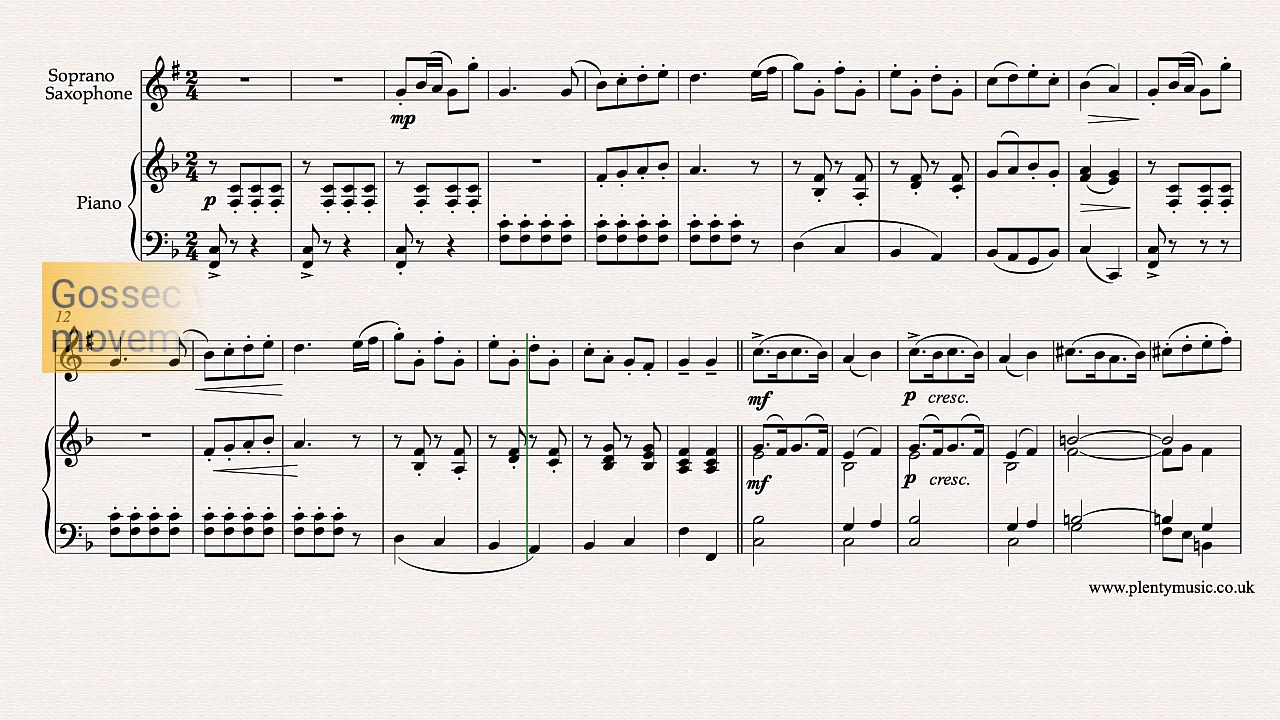 Soprano
Saxophone
mp
Piano
p
Gossec
12
movem
mf
p cresc.
mf
p cresc.
www.plentymusic.co.uk